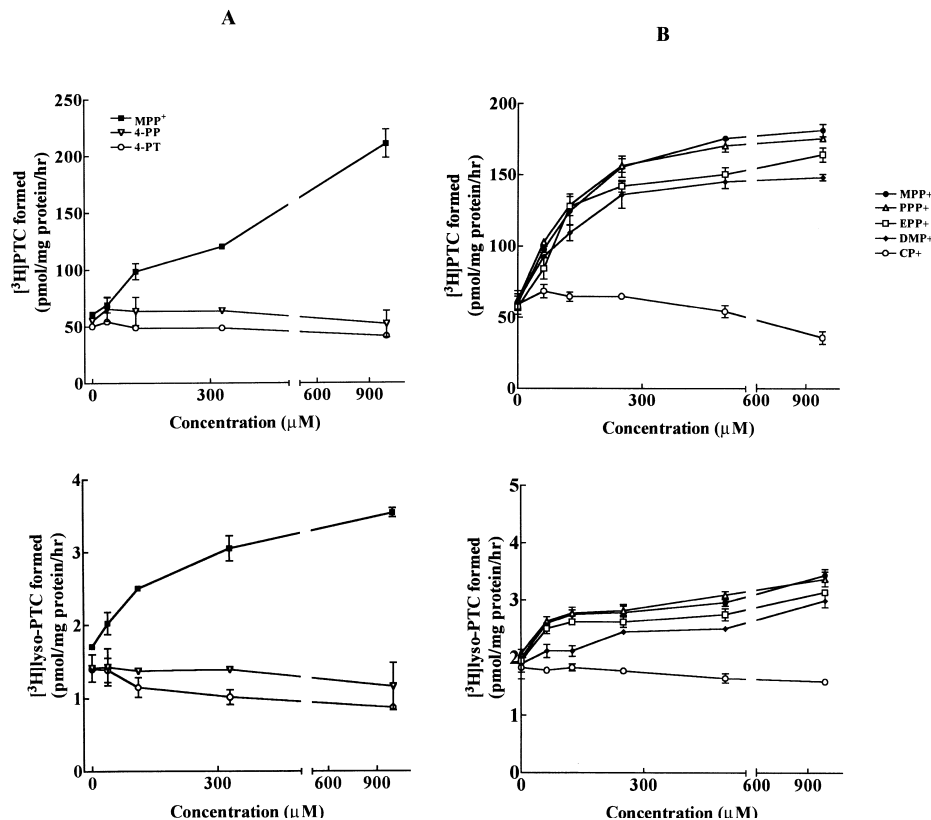 A
B
250
200
150
100
50
0
[³H]PTC formed
(pmol/mg protein/hr)
MPP⁺
4-PP
4-PT
0
300
600
900
Concentration (μM)
200
150
100
50
0
[³H]PTC formed
(pmol/mg protein/hr)
0
300
600
900
Concentration (μM)
MPP+
PPP+
EPP+
DMP+
CP+
4
3
2
1
0
[³H]lyso-PTC formed
(pmol/mg protein/hr)
0
300
600
900
Concentration (μM)
5
4
3
2
1
0
[³H]lyso-PTC formed
(pmol/mg protein/hr)
0
300
600
900
Concentration (μM)